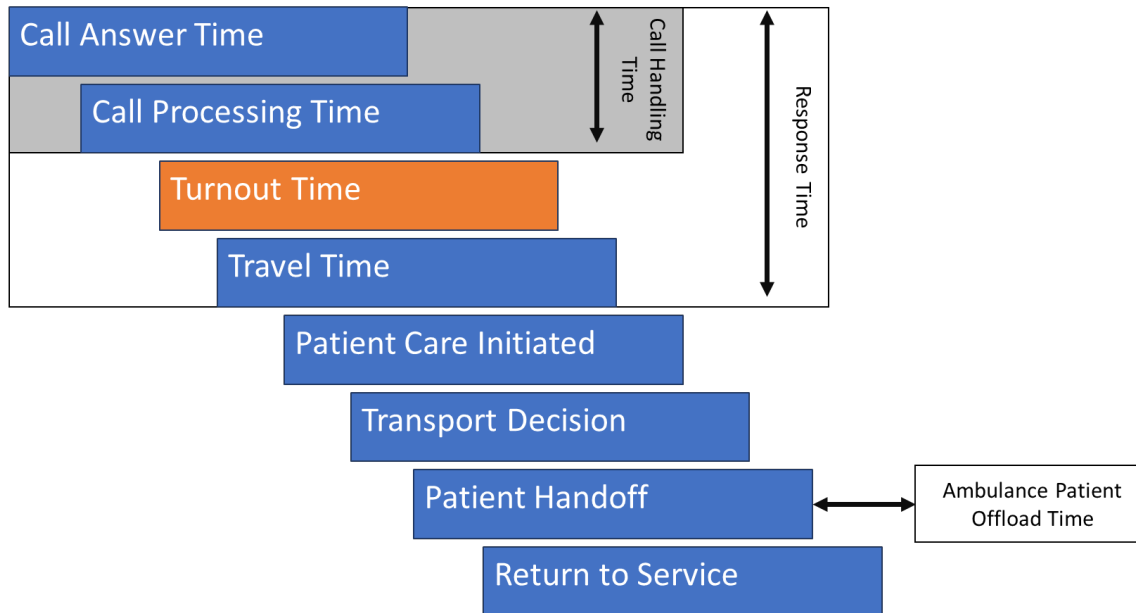 Call Answer Time
Call Handling
Time
Call Processing Time
Response Time
Turnout Time
Travel Time
Patient Care Initiated
Transport Decision
Patient Handoff
Ambulance Patient
Offload Time
Return to Service